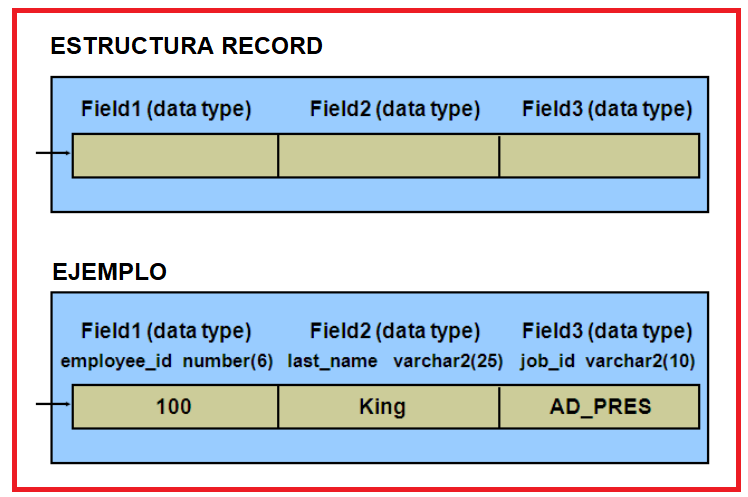 ESTRUCTURA RECORD
Field1 (data type) Field2 (data type) Field3 (data type)
EJEMPLO
Field1 (data type) Field2 (data type) Field3 (data type)
employee_id number(6) last_name varchar2(25) job_id varchar2(10)
100 King AD_PRES